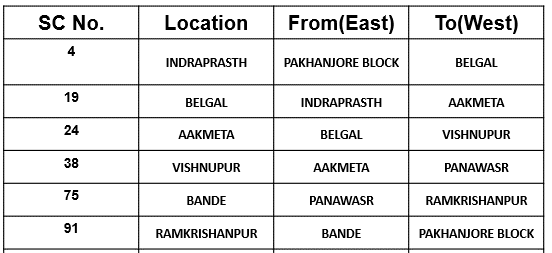 SC No. Location From(East) To(West)
4 INDRAPRASTH PAKHANJORE BLOCK BELGAL
19 BELGAL INDRAPRASTH AAKMETA
24 AAKMETA BELGAL VISHNUPUR
38 VISHNUPUR AAKMETA PANAWASR
75 BANDE PANAWASR RAMKRISHANPUR
91 RAMKRISHANPUR BANDE PAKHANJORE BLOCK